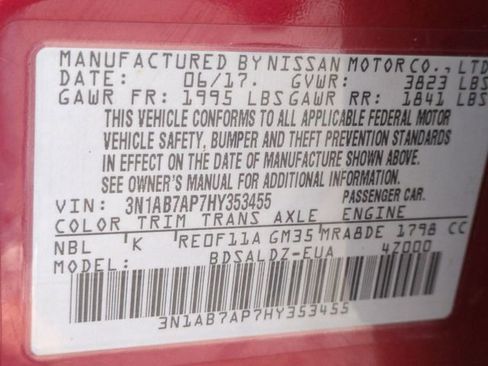 MANUFACTURED BY NISSAN MOTOR CO., LTD
DATE: 06/17. GVWR: 3823 LBS
GAWR FR: 1995 LBS GAWR RR: 1841 LBS
THIS VEHICLE CONFORMS TO ALL APPLICABLE FEDERAL MOTOR
VEHICLE SAFETY, BUMPER AND THEFT PREVENTION STANDARDS
IN EFFECT ON THE DATE OF MANUFACTURE SHOWN ABOVE.
SEE OWNER'S MANUAL FOR ADDITIONAL INFORMATION.
VIN: 3N1AB7AP7HY353455 PASSENGER CAR.
COLOR TRIM TRANS AXLE ENGINE
NBL K RE0F11A GM35 MRA8DE 1798 CC
MODEL: BDSALDZ-EUA 42000
3N1AB7AP7HY353455